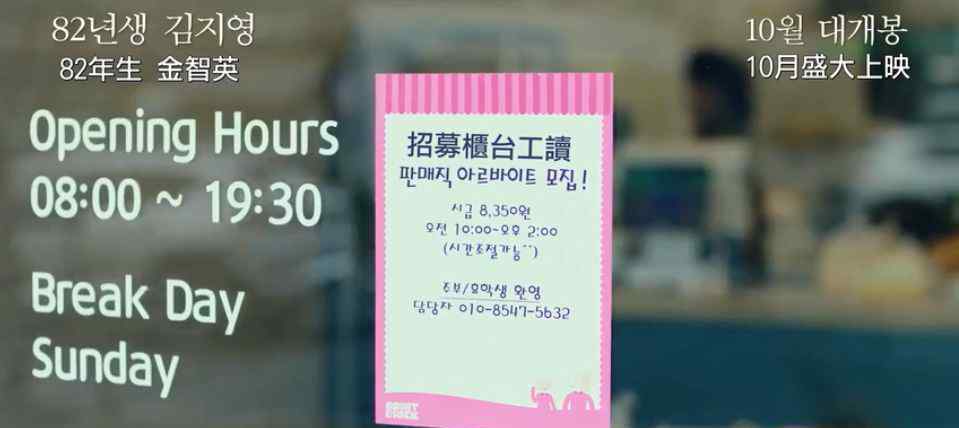 82년생 김지영
82年生 金智英
10월 대개봉
10月盛大上映
Opening Hours
08:00 ~ 19:30
Break Day
Sunday
招募櫃台工讀
판매직 아르바이트 모집!
시급 8,350원
오전 10:00~오후 2:00
(시간조절가능^^)
주부/휴학생 환영
담당자 010-8547-5632